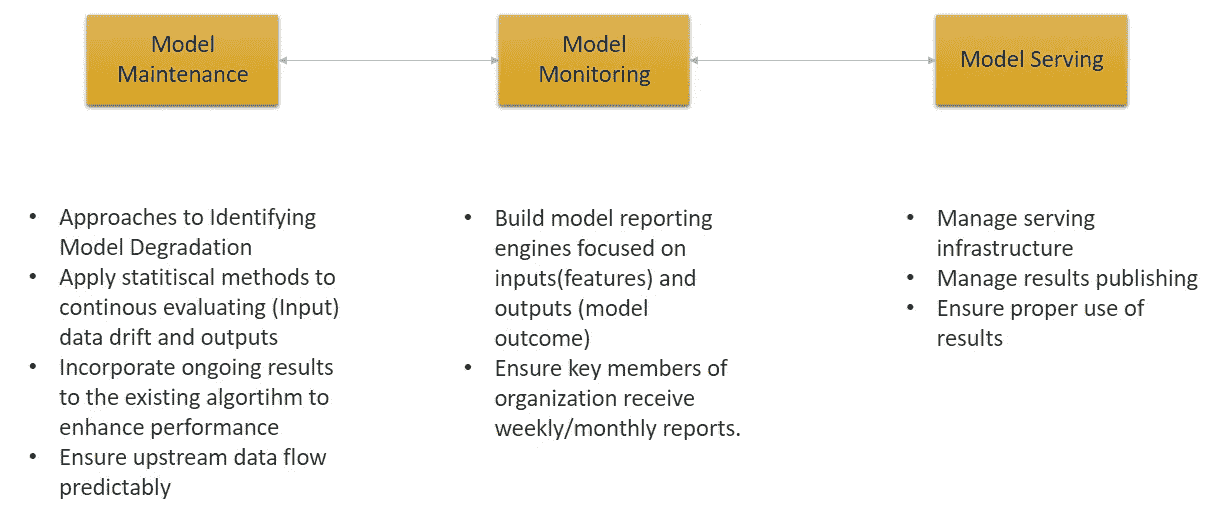 Model
Maintenance
Model
Monitoring
Model Serving
• Approaches to Identifying
Model Degradation
• Apply statitiscal methods to
continous evaluating (Input)
data drift and outputs
• Incorporate ongoing results
to the existing algortihm to
enhance performance
• Ensure upstream data flow
predictably
• Build model reporting
engines focused on
inputs(features) and
outputs (model
outcome)
• Ensure key members of
organization receive
weekly/monthly reports.
• Manage serving
infrastructure
• Manage results publishing
• Ensure proper use of
results